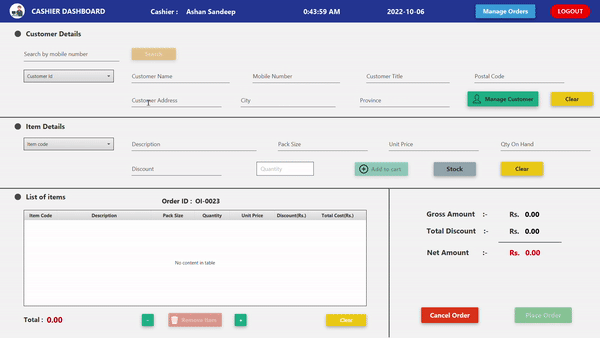 CASHIER DASHBOARD Cashier : Ashan Sandeep 0:43:59 AM 2022-10-06 Manage Orders LOGOUT
Customer Details
Search by mobile number Search
Customer Id Customer Name Mobile Number Customer Title Postal Code
Customer Address City Province Manage Customer Clear
Item Details
Item code Description Pack Size Unit Price Qty On Hand
Discount Quantity Add to cart Stock Clear
List of items
Order ID : OI-0023
Item Code Description Pack Size Quantity Unit Price Discount(Rs.) Total Cost(Rs.)
No content in table
Total : 0.00 - Remove Item + Clear
Gross Amount :- Rs. 0.00
Total Discount :- Rs. 0.00
Net Amount :- Rs. 0.00
Cancel Order Place Order